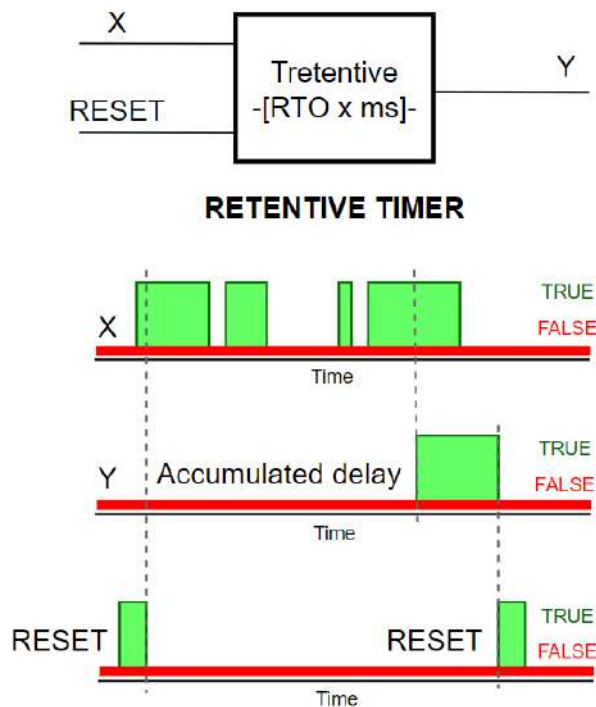 X
Y
RESET
Tretentive
-[RTO x ms]-
RETENTIVE TIMER
TRUE
X
FALSE
Time
TRUE
Y
Accumulated delay
FALSE
Time
TRUE
RESET
RESET
FALSE
Time